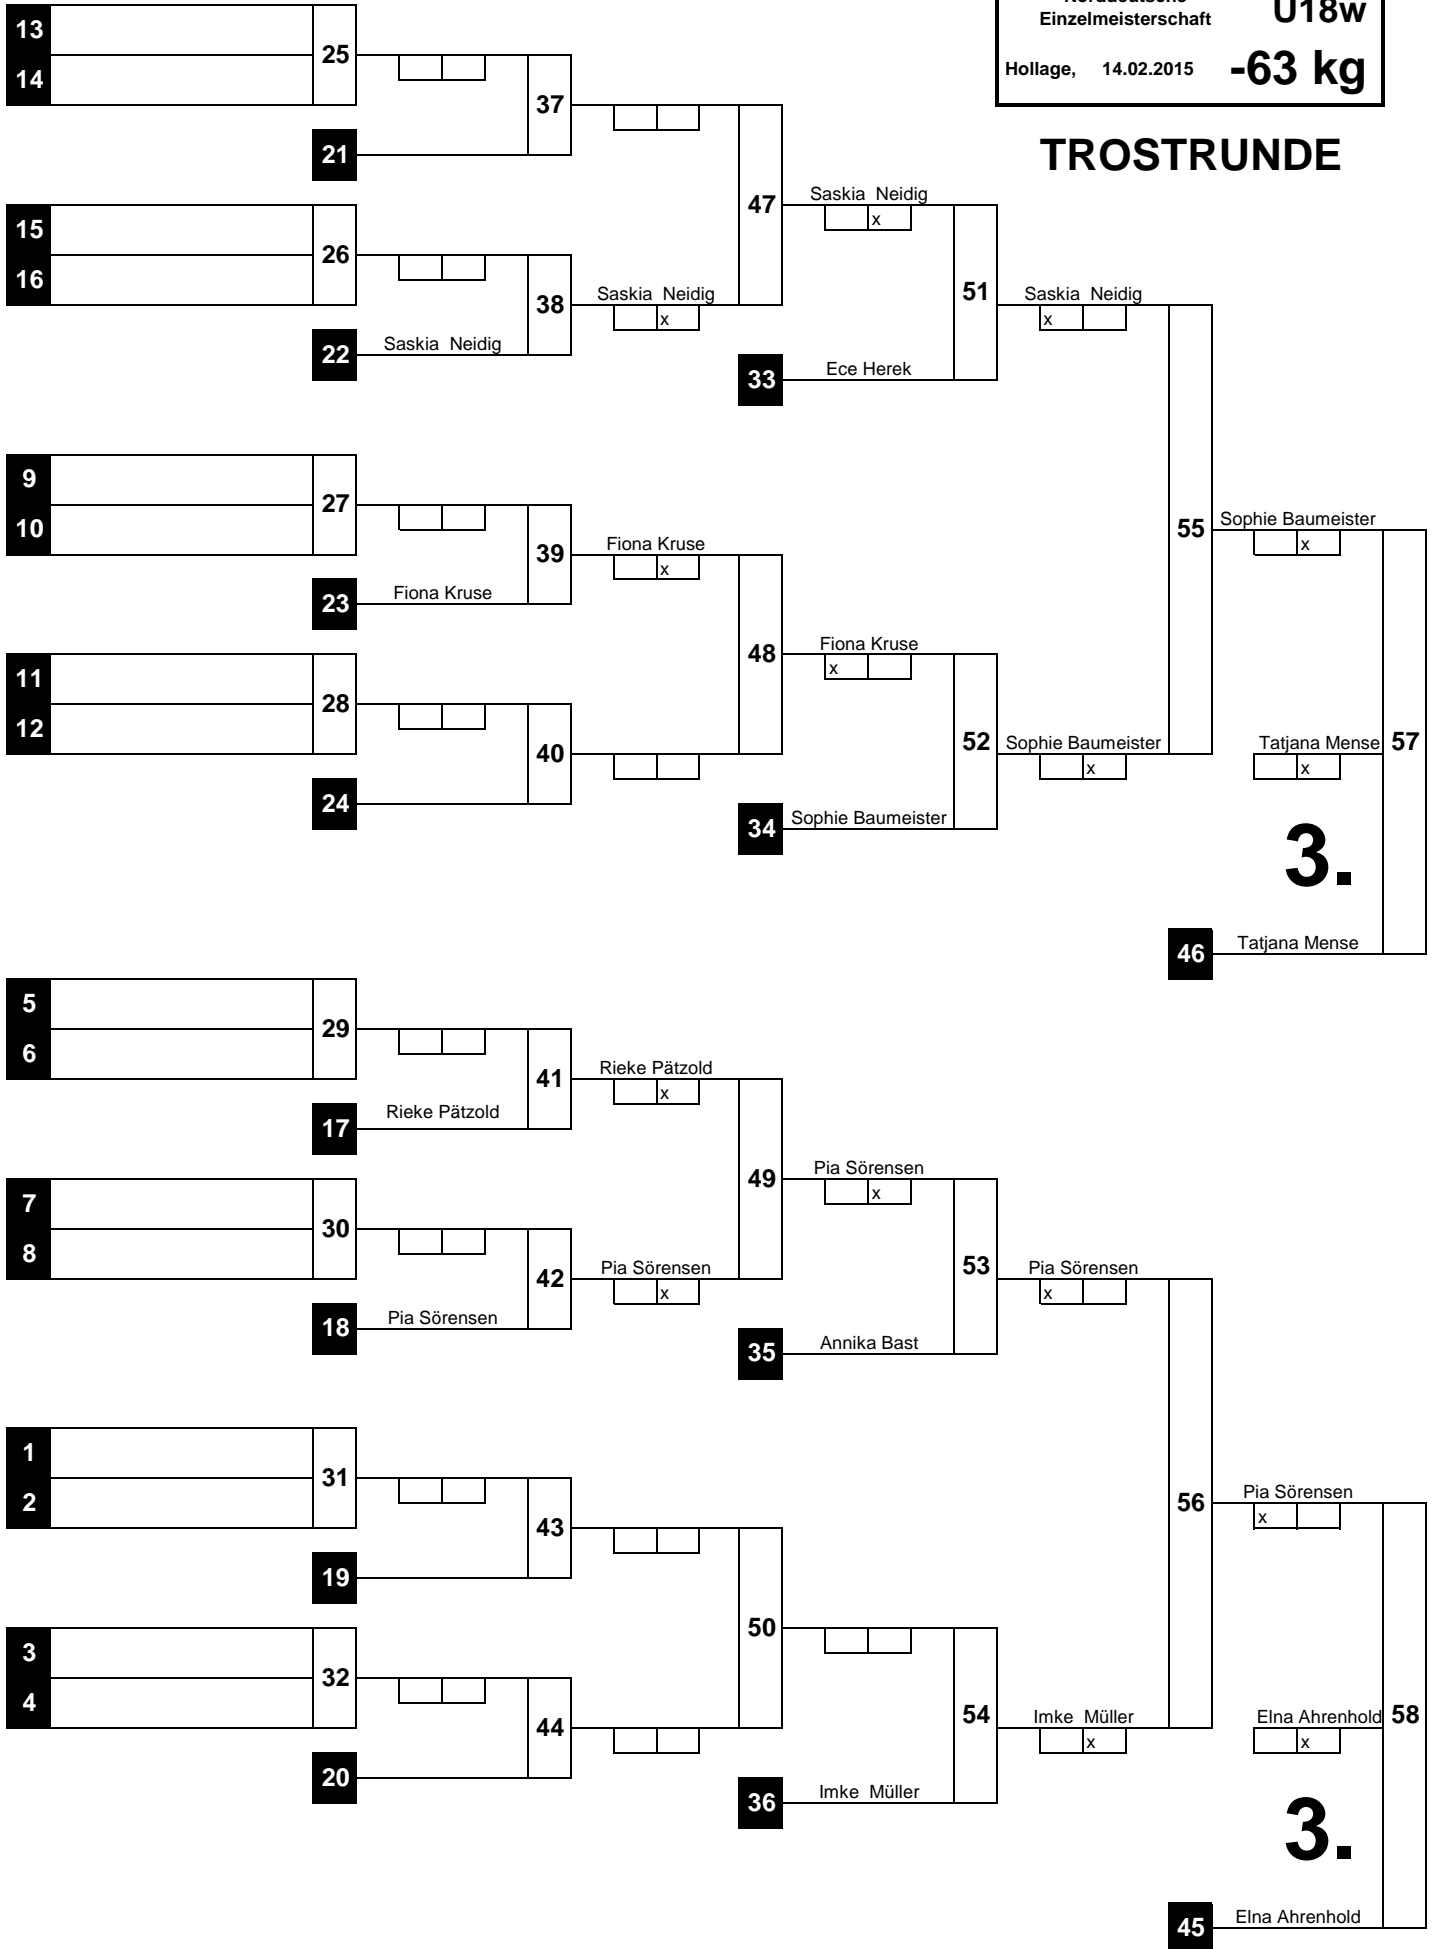 Norddeutsche
Einzelmeisterschaft
U18w
Hollage, 14.02.2015
-63 kg
TROSTRUNDE
13
14
25
37
21
47
Saskia Neidig
x
15
16
26
38
Saskia Neidig
x
51
Saskia Neidig
x
22
Saskia Neidig
33
Ece Herek
9
10
27
39
Fiona Kruse
x
55
Sophie Baumeister
x
23
Fiona Kruse
48
Fiona Kruse
x
11
12
28
40
52
Sophie Baumeister
x
Tatjana Mense
x
57
24
34
Sophie Baumeister
3.
46
Tatjana Mense
5
6
29
41
Rieke Pätzold
x
17
Rieke Pätzold
49
Pia Sörensen
x
7
8
30
42
Pia Sörensen
x
53
Pia Sörensen
x
18
Pia Sörensen
35
Annika Bast
1
2
31
43
56
Pia Sörensen
x
19
50
3
4
32
44
54
Imke Müller
x
Elna Ahrenhold
x
58
20
36
Imke Müller
3.
45
Elna Ahrenhold